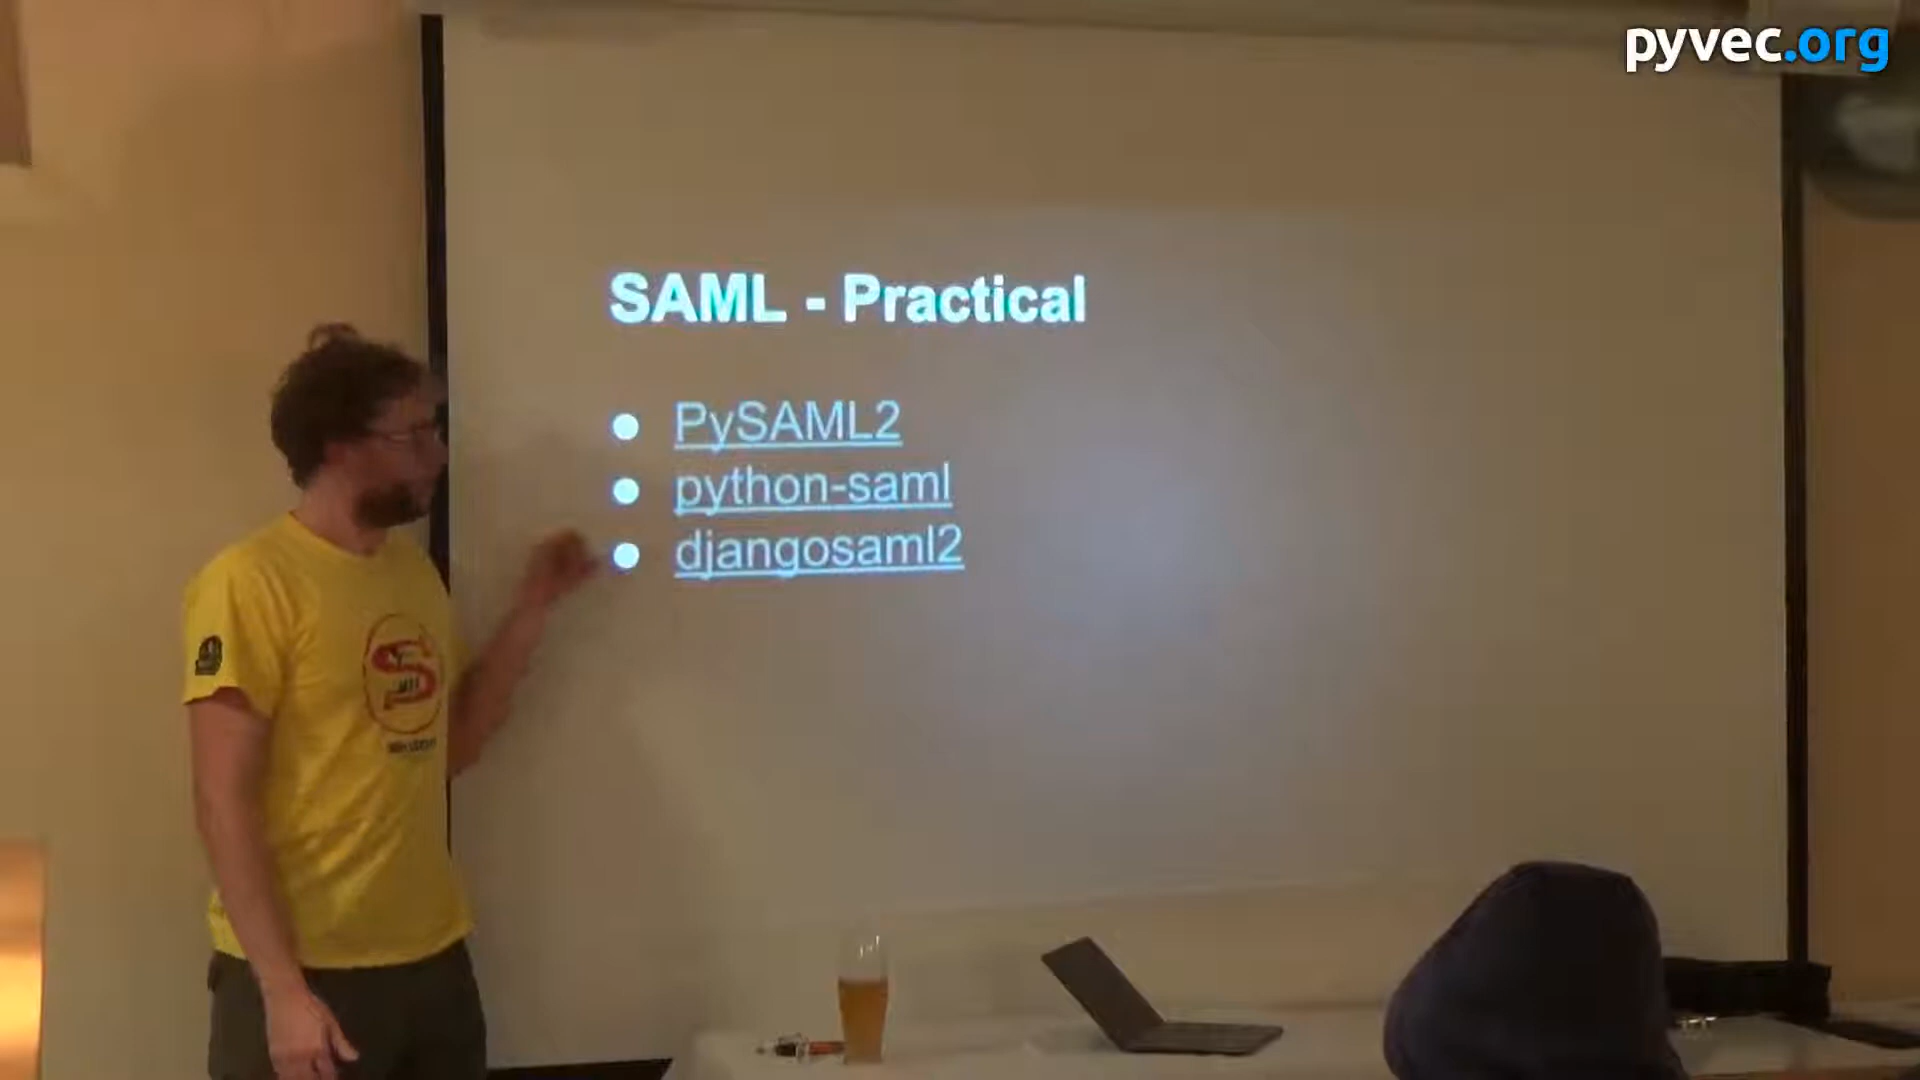 pyvec.org
SAML - Practical
● PySAML2
● python-saml
● djangosaml2
S